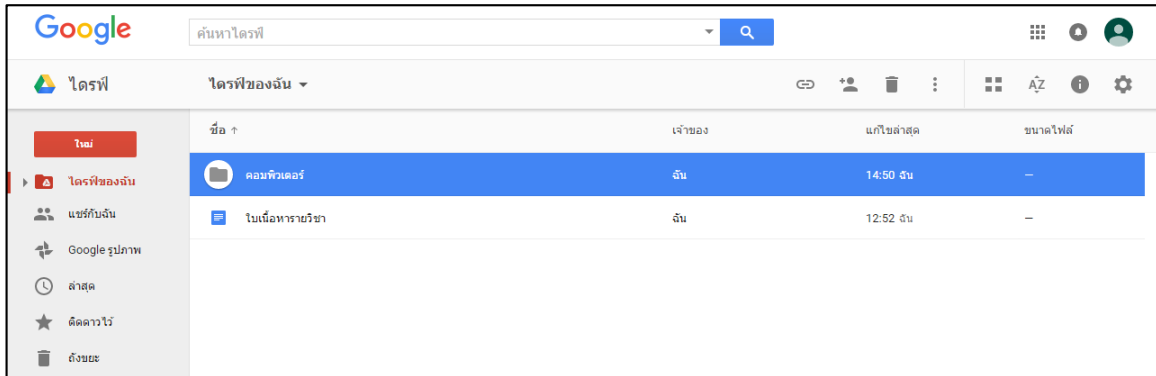 Google
ค้นหาไดรฟ์
ไดรฟ์
ไดรฟ์ของฉัน
AZ
ใหม่
ไดรฟ์ของฉัน
แชร์กับฉัน
Google รูปภาพ
ล่าสุด
ติดดาวไว้
ถังขยะ
ชื่อ ↑ เจ้าของ แก้ไขล่าสุด ขนาดไฟล์
คอมพิวเตอร์ ฉัน 14:50 ฉัน —
ใบเนื้อหารายวิชา ฉัน 12:52 ฉัน —